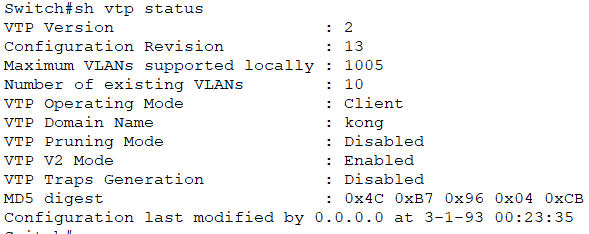 Switch#sh vtp status
VTP Version                     : 2
Configuration Revision          : 13
Maximum VLANs supported locally : 1005
Number of existing VLANs        : 10
VTP Operating Mode              : Client
VTP Domain Name                 : kong
VTP Pruning Mode                : Disabled
VTP V2 Mode                     : Enabled
VTP Traps Generation            : Disabled
MD5 digest                      : 0x4C 0xB7 0x96 0x04 0xCB
Configuration last modified by 0.0.0.0 at 3-1-93 00:23:35
Switch#